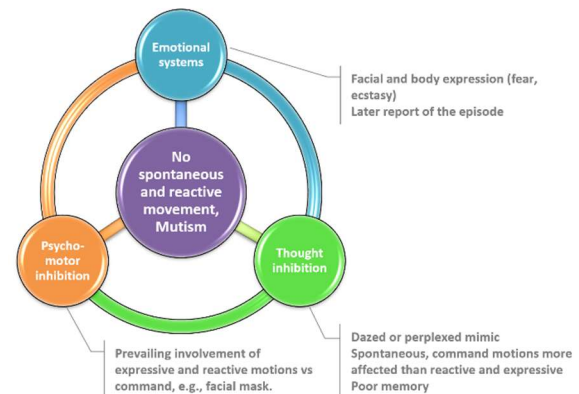 Emotional
systems
Facial and body expression (fear,
ecstasy)
Later report of the episode
No
spontaneous
and reactive
movement,
Mutism
Psycho-
motor
inhibition
Thought
inhibition
Prevailing involvement of
expressive and reactive motions vs
command, e.g., facial mask.
Dazed or perplexed mimic
Spontaneous, command motions more
affected than reactive and expressive
Poor memory